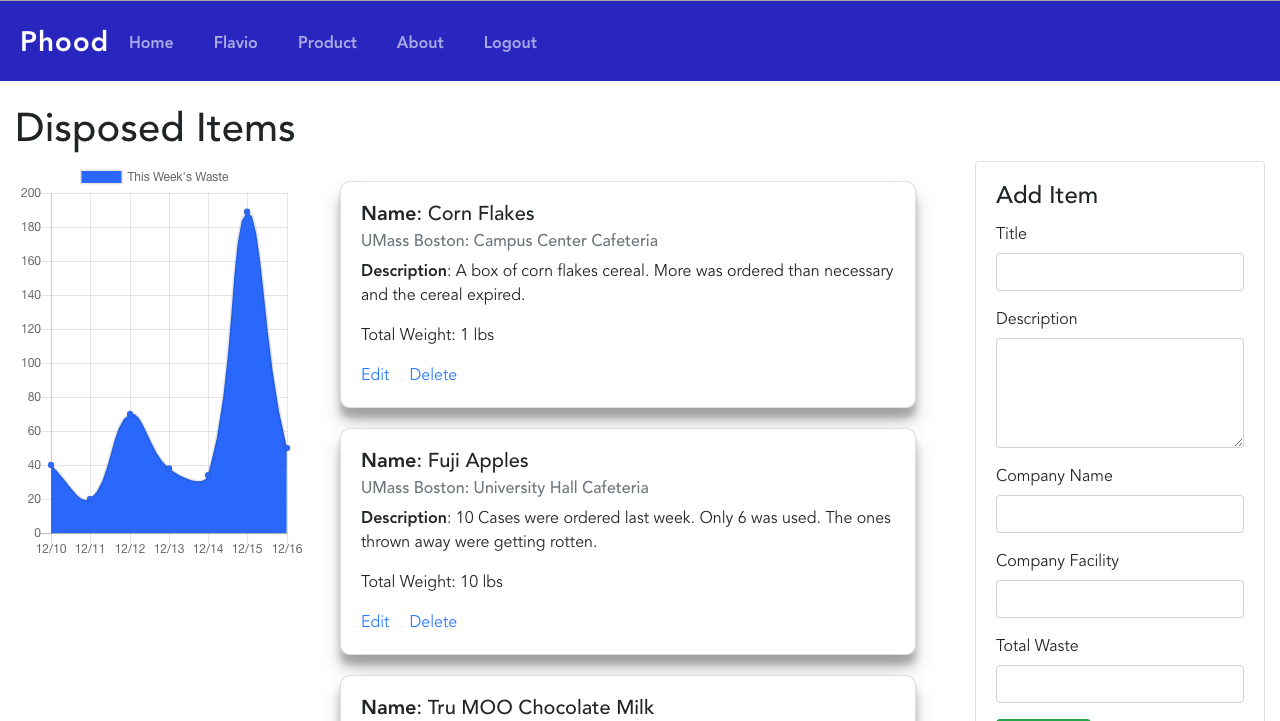 Phood Home Flavio Product About Logout
Disposed Items
This Week's Waste
200
180
160
140
120
100
80
60
40
20
0
12/10 12/11 12/12 12/13 12/14 12/15 12/16
Name: Corn Flakes
UMass Boston: Campus Center Cafeteria
Description: A box of corn flakes cereal. More was ordered than necessary
and the cereal expired.
Total Weight: 1 lbs
Edit Delete
Name: Fuji Apples
UMass Boston: University Hall Cafeteria
Description: 10 Cases were ordered last week. Only 6 was used. The ones
thrown away were getting rotten.
Total Weight: 10 lbs
Edit Delete
Name: Tru MOO Chocolate Milk
Add Item
Title
Description
Company Name
Company Facility
Total Waste